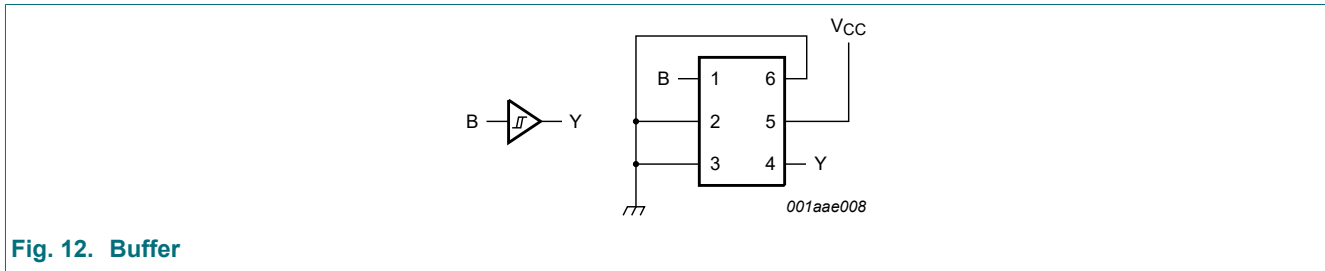 VCC
B 1 6
B Y 2 5
3 4 Y
001aae008
Fig. 12. Buffer